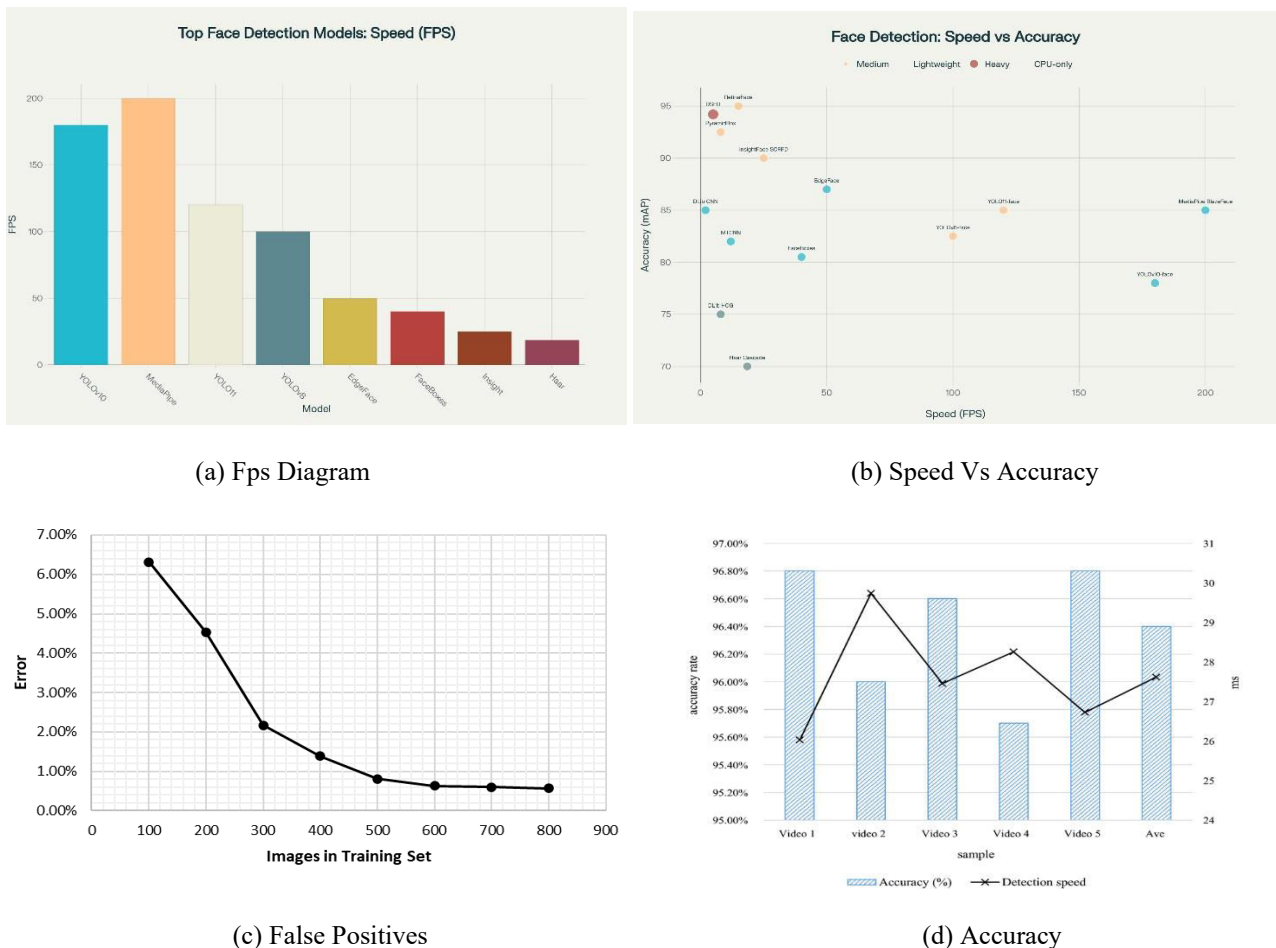 Top Face Detection Models: Speed (FPS)
FPS
200
150
100
50
0
YOLOv10
MediaPipe
YOLO11
YOLOv8
EdgeFace
FaceBoxes
Insight
Haar
Model
(a) Fps Diagram
Face Detection: Speed vs Accuracy
Medium Lightweight Heavy CPU-only
Accuracy (mAP)
95
90
85
80
75
70
RetinaFace
PyramidBox
InsightFace-SCRFD
EdgeFace
YOLO11-face
MediaPipe BlazeFace
MTCNN
FaceBoxes
YOLOv10-face
Haar Cascade
0 50 100 150 200
Speed (FPS)
(b) Speed Vs Accuracy
Error
7.00%
6.00%
5.00%
4.00%
3.00%
2.00%
1.00%
0.00%
0 100 200 300 400 500 600 700 800 900
Images in Training Set
(c) False Positives
accuracy rate
97.00%
96.80%
96.60%
96.40%
96.20%
96.00%
95.80%
95.60%
95.40%
95.20%
95.00%
31
30
29
28
27
26
25
24
ms
Video 1 video 2 Video 3 Video 4 Video 5 Ave
sample
Accuracy (%) Detection speed
(d) Accuracy